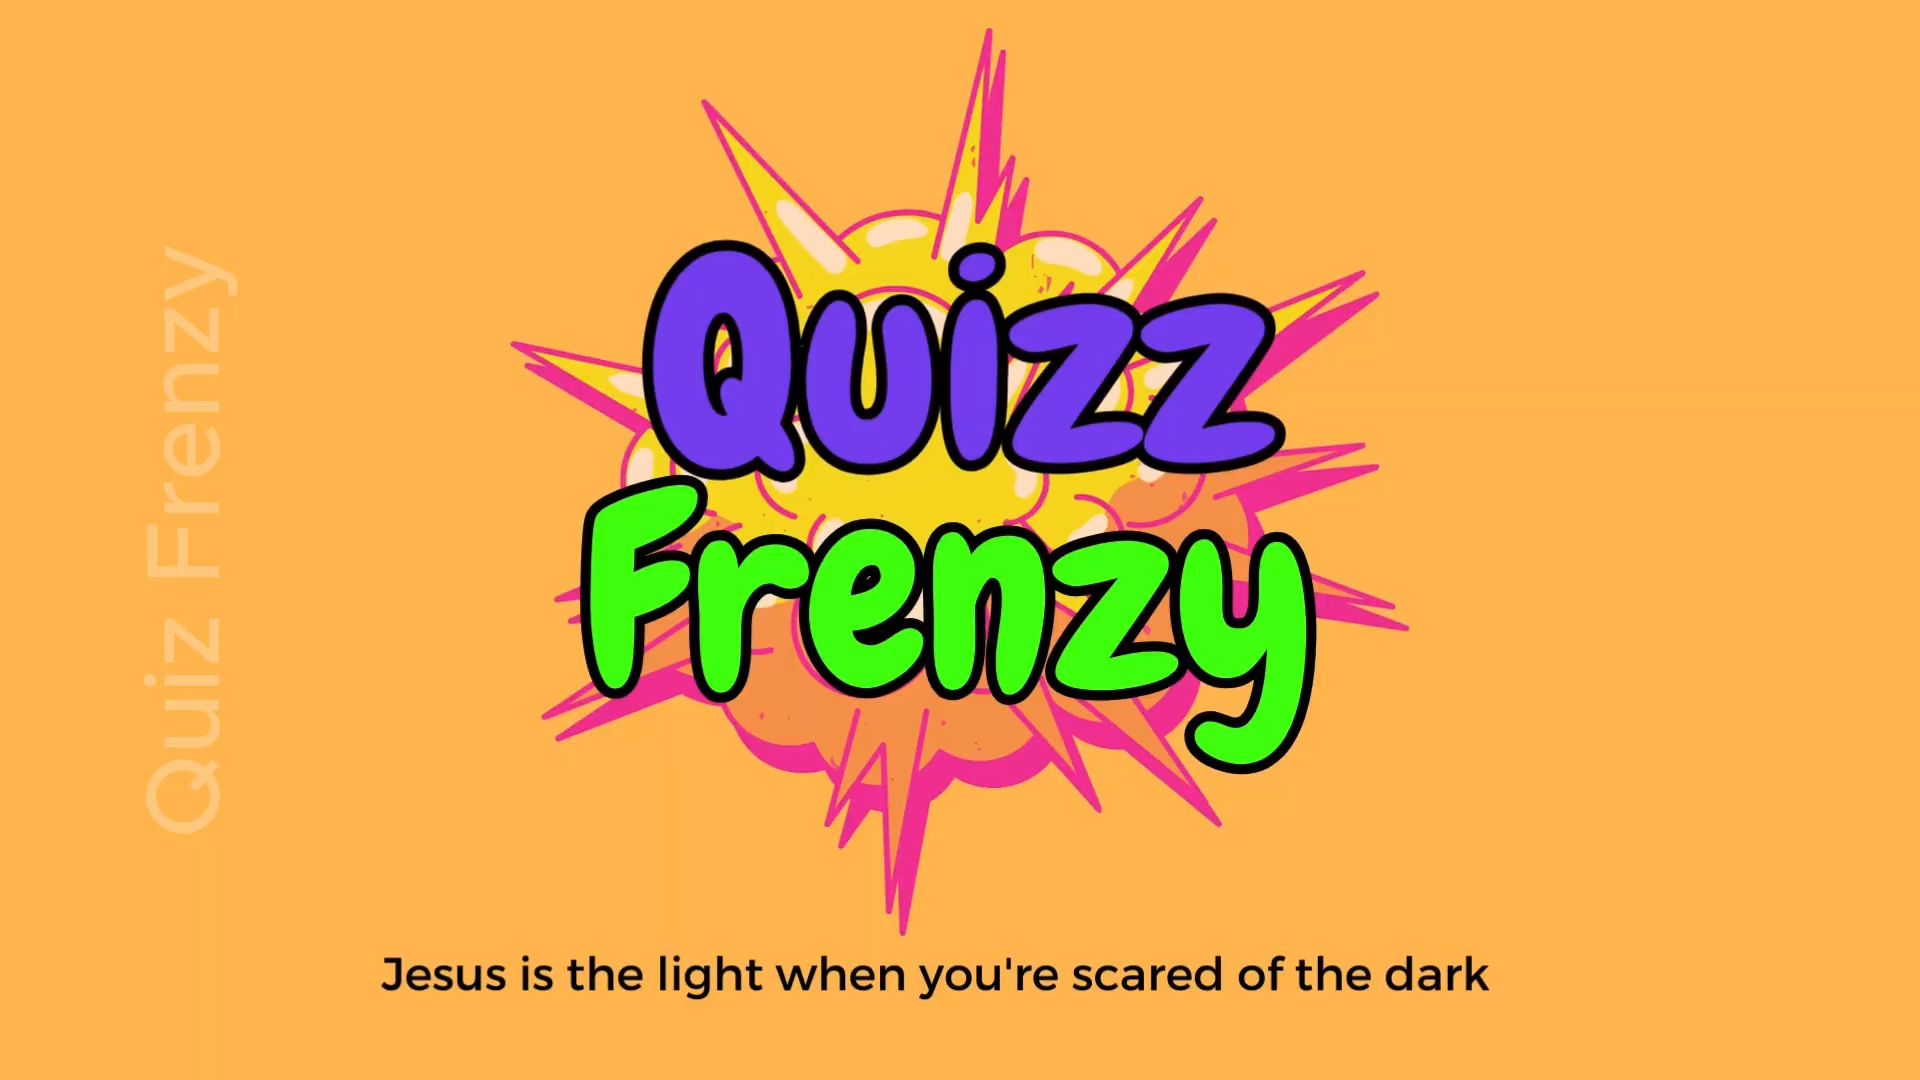 Quizz
Frenzy
Quiz Frenzy
Jesus is the light when you're scared of the dark